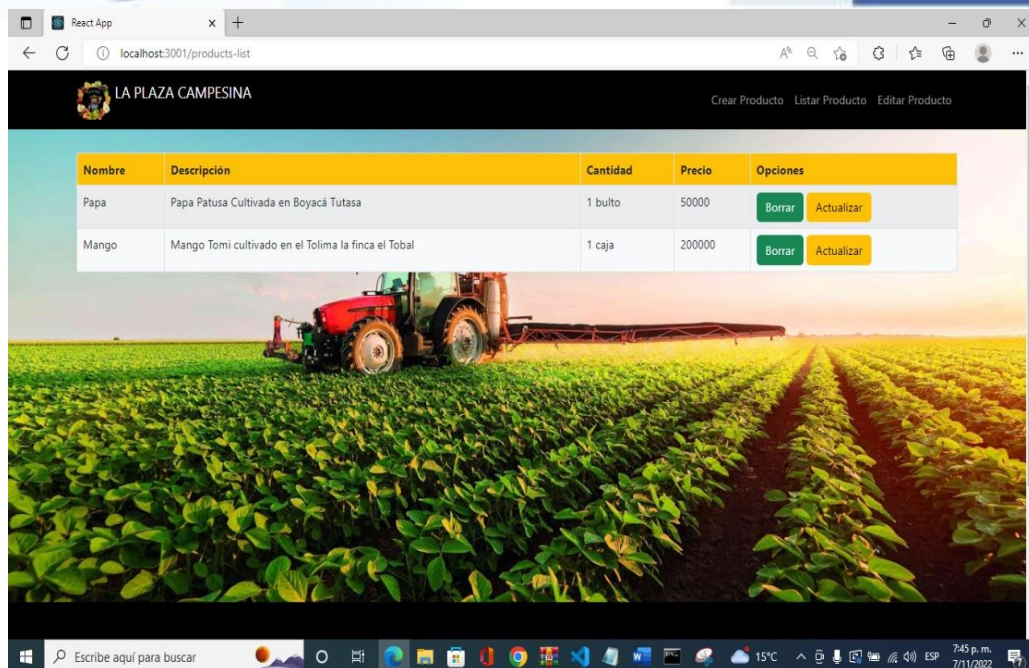 React App
localhost:3001/products-list
LA PLAZA CAMPESINA
Crear Producto Listar Producto Editar Producto
Nombre Descripción Cantidad Precio Opciones
Papa Papa Patusa Cultivada en Boyacá Tutasa 1 bulto 50000 Borrar Actualizar
Mango Mango Tomi cultivado en el Tolima la finca el Tobal 1 caja 200000 Borrar Actualizar
Escribe aquí para buscar 15°C ESP 7:45 p. m.
7/11/2022